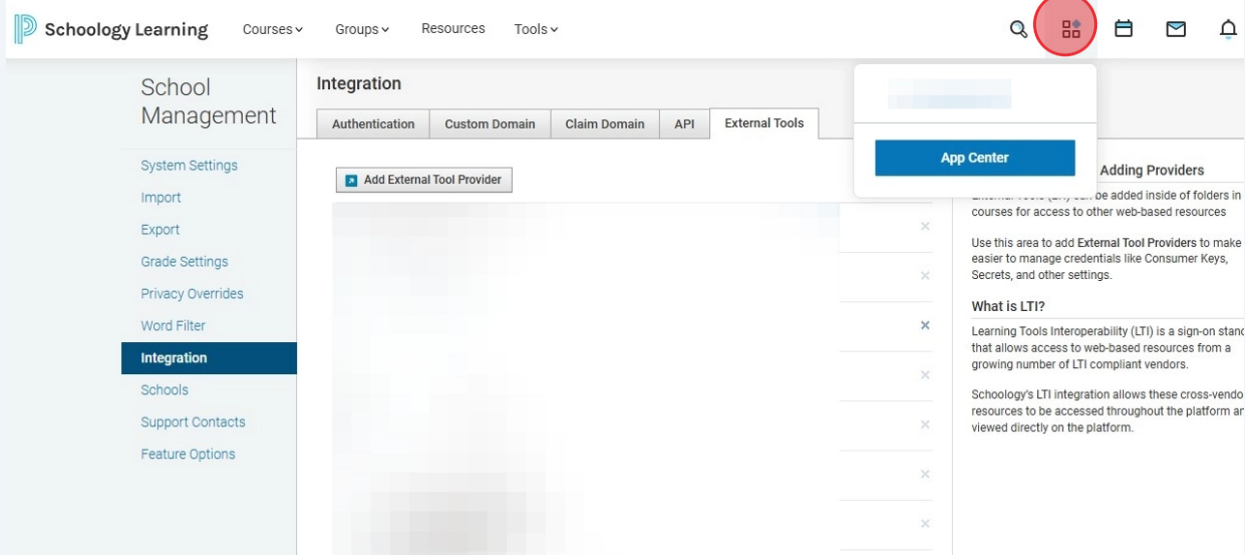 Schoology Learning Courses Groups Resources Tools
School
Management
System Settings
Import
Export
Grade Settings
Privacy Overrides
Word Filter
Integration
Schools
Support Contacts
Feature Options
Integration
Authentication Custom Domain Claim Domain API External Tools
Add External Tool Provider
App Center
Adding Providers
be added inside of folders in
courses for access to other web-based resources
Use this area to add External Tool Providers to make
easier to manage credentials like Consumer Keys,
Secrets, and other settings.
What is LTI?
Learning Tools Interoperability (LTI) is a sign-on stand
that allows access to web-based resources from a
growing number of LTI compliant vendors.
Schoology's LTI integration allows these cross-vendo
resources to be accessed throughout the platform an
viewed directly on the platform.